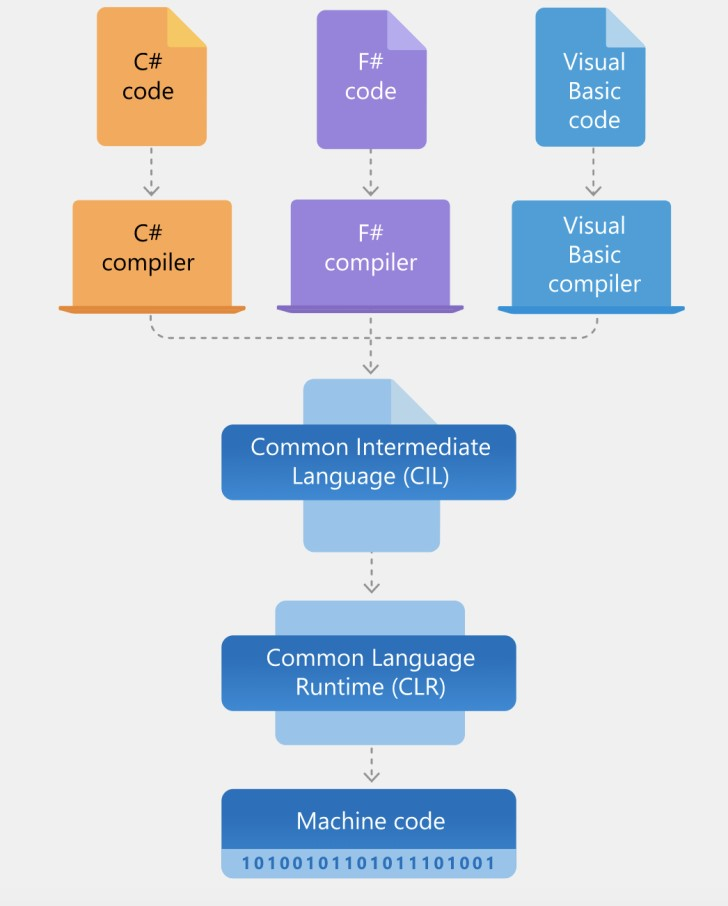 C#
code
F#
code
Visual
Basic
code
C#
compiler
F#
compiler
Visual
Basic
compiler
Common Intermediate
Language (CIL)
Common Language
Runtime (CLR)
Machine code
10100101101011101001